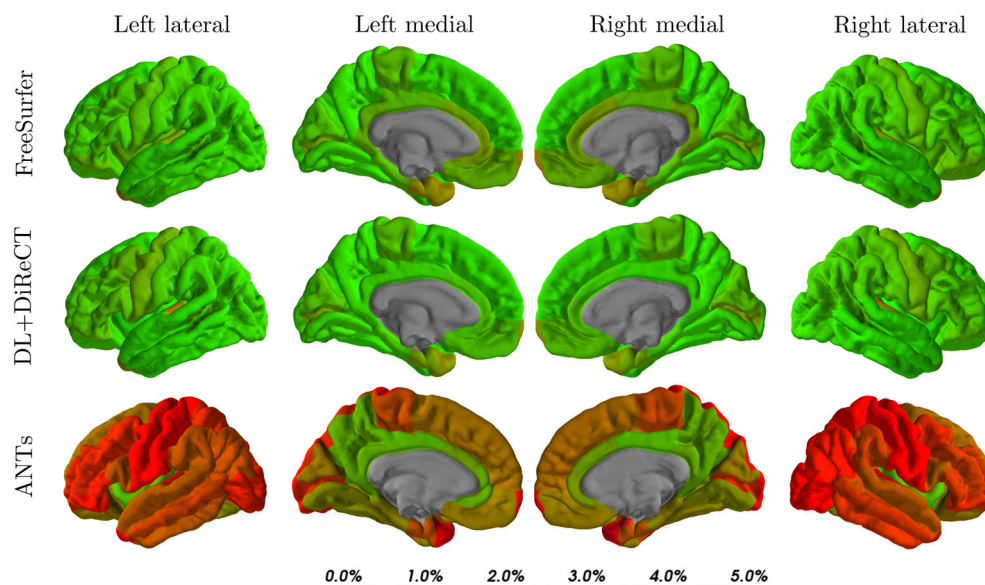 Left lateral Left medial Right medial Right lateral
FreeSurfer
DL+DiReCT
ANTs
0.0% 1.0% 2.0% 3.0% 4.0% 5.0%